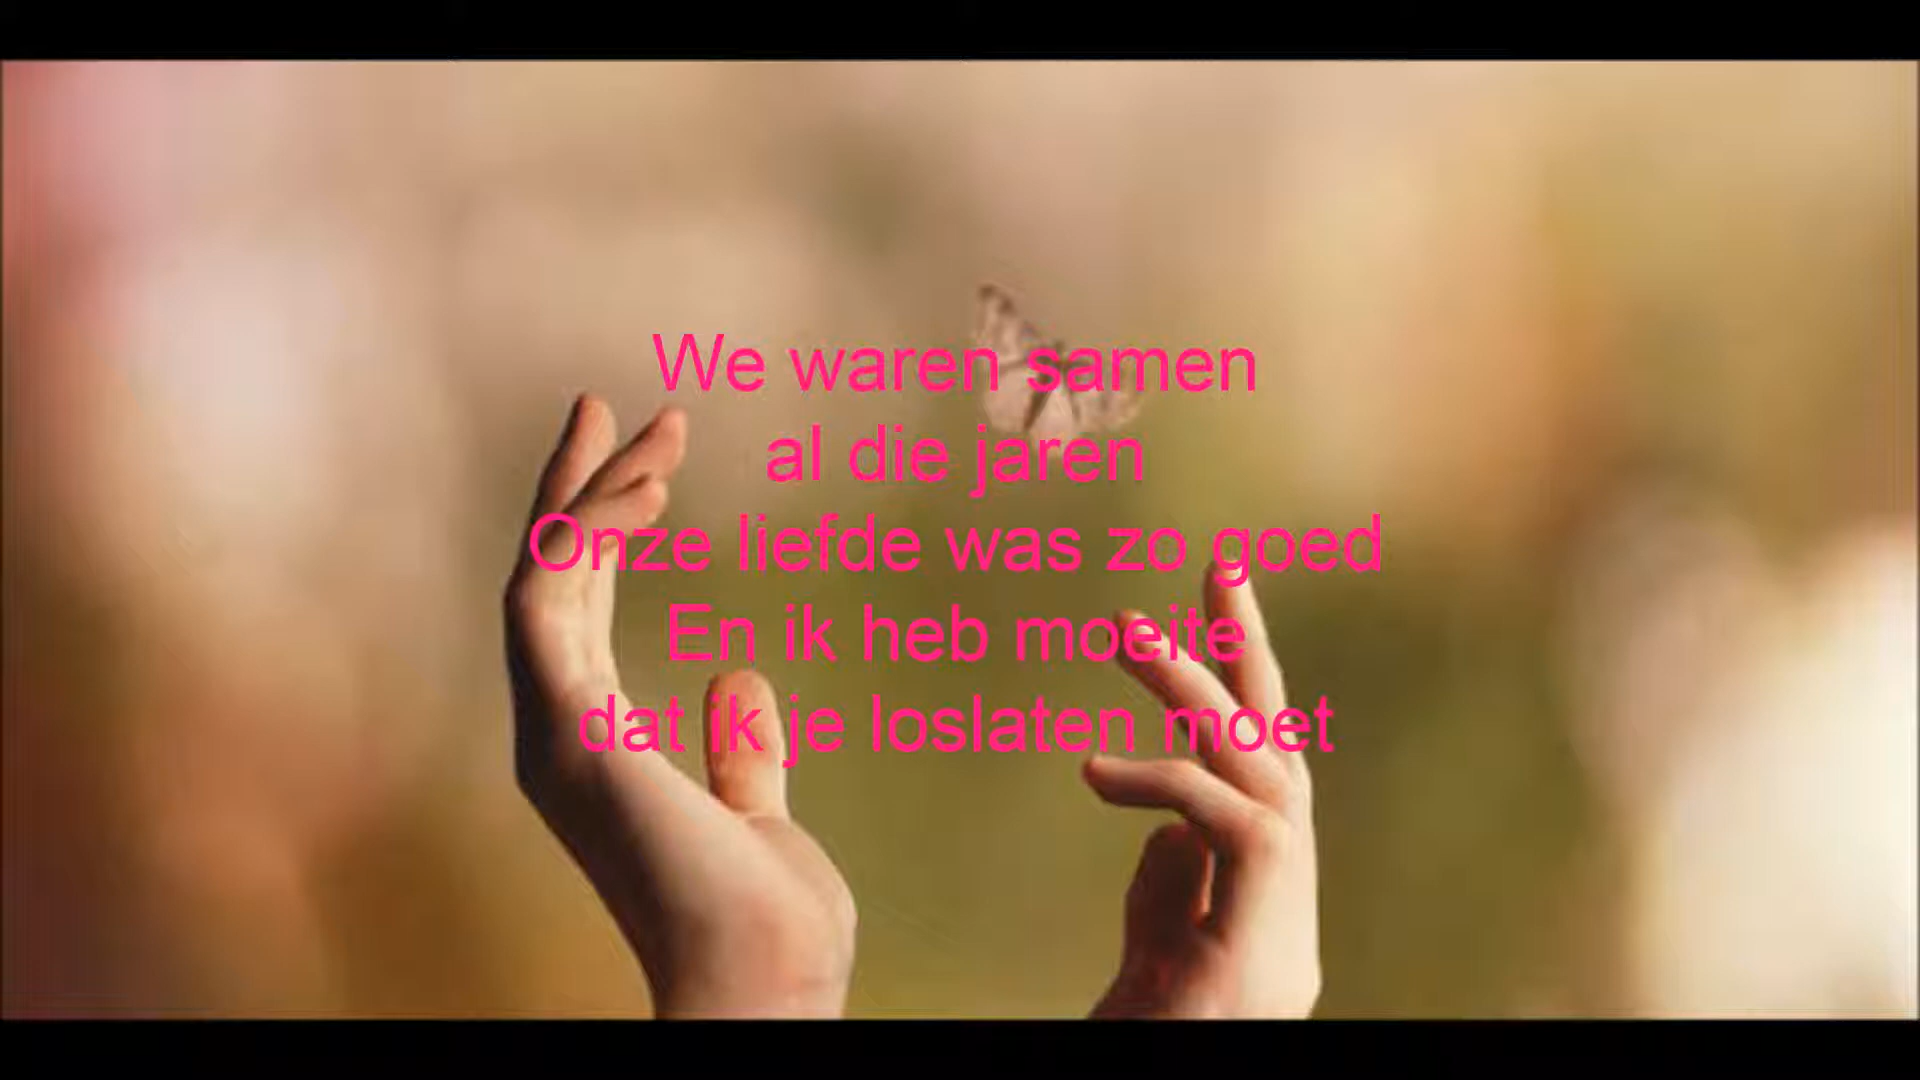 We waren samen
al die jaren
Onze liefde was zo goed
En ik heb moeite
dat ik je loslaten moet